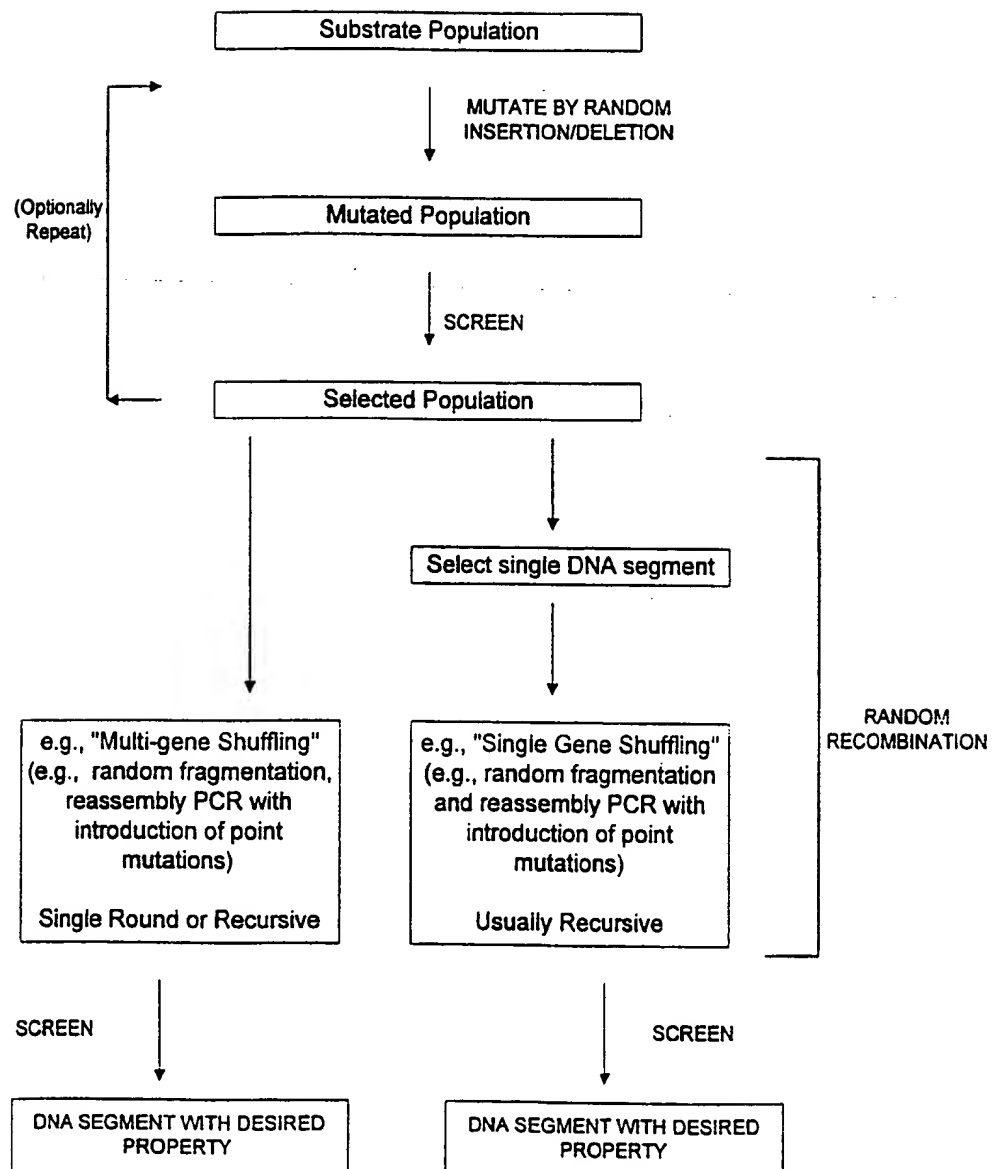 Substrate Population
MUTATE BY RANDOM
INSERTION/DELETION
(Optionally
Repeat)
Mutated Population
SCREEN
Selected Population
Select single DNA segment
e.g., "Multi-gene Shuffling"
(e.g., random fragmentation,
reassembly PCR with
introduction of point
mutations)
Single Round or Recursive
e.g., "Single Gene Shuffling"
(e.g., random fragmentation
and reassembly PCR with
introduction of point
mutations)
Usually Recursive
RANDOM
RECOMBINATION
SCREEN
SCREEN
DNA SEGMENT WITH DESIRED
PROPERTY
DNA SEGMENT WITH DESIRED
PROPERTY